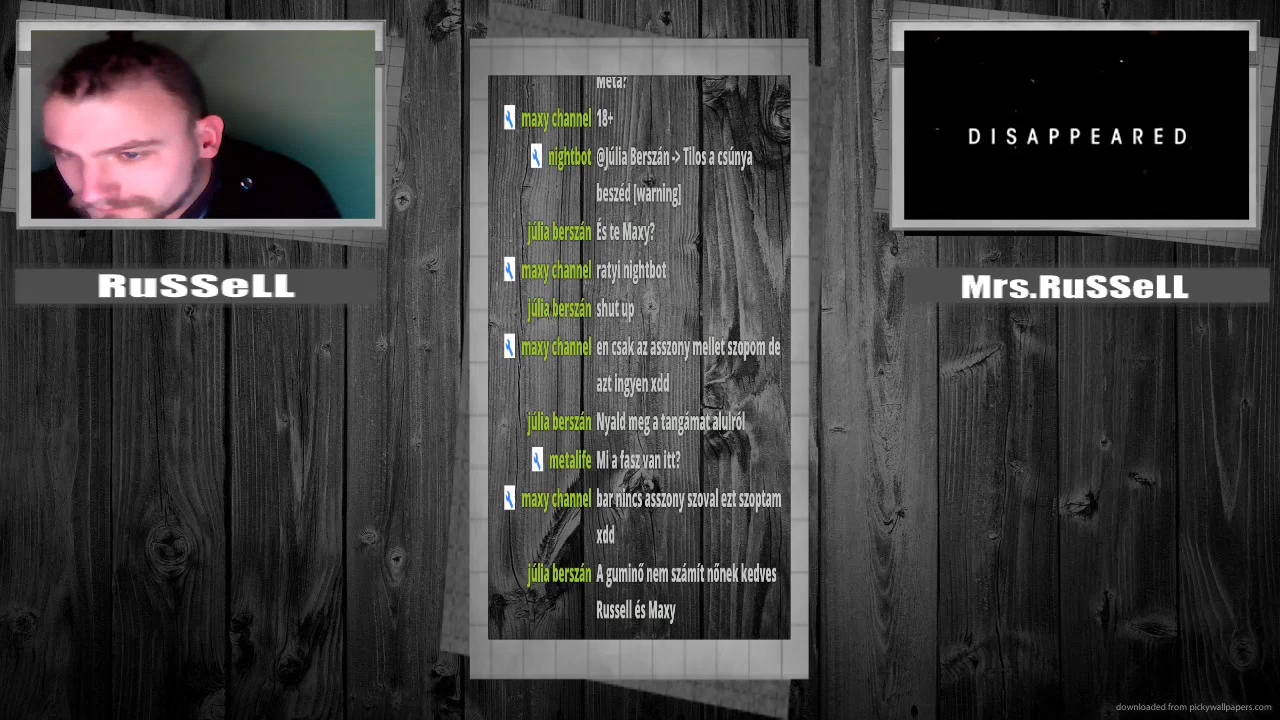 Méta?
maxy channel 18+
nightbot @Júlia Berszán -> Tilos a csúnya
beszéd [warning]
júlia berszán És te Maxy?
maxy channel ratyi nightbot
júlia berszán shut up
maxy channel en csak az asszony mellet szopom de
azt ingyen xdd
júlia berszán Nyald meg a tangámat alulról
metalife Mi a fasz van itt?
maxy channel bar nincs asszony szoval ezt szoptam
xdd
júlia berszán A guminő nem számít nőnek kedves
Russell és Maxy
RuSSeLL
DISAPPEARED
Mrs.RuSSeLL
downloaded from pickywallpapers.com